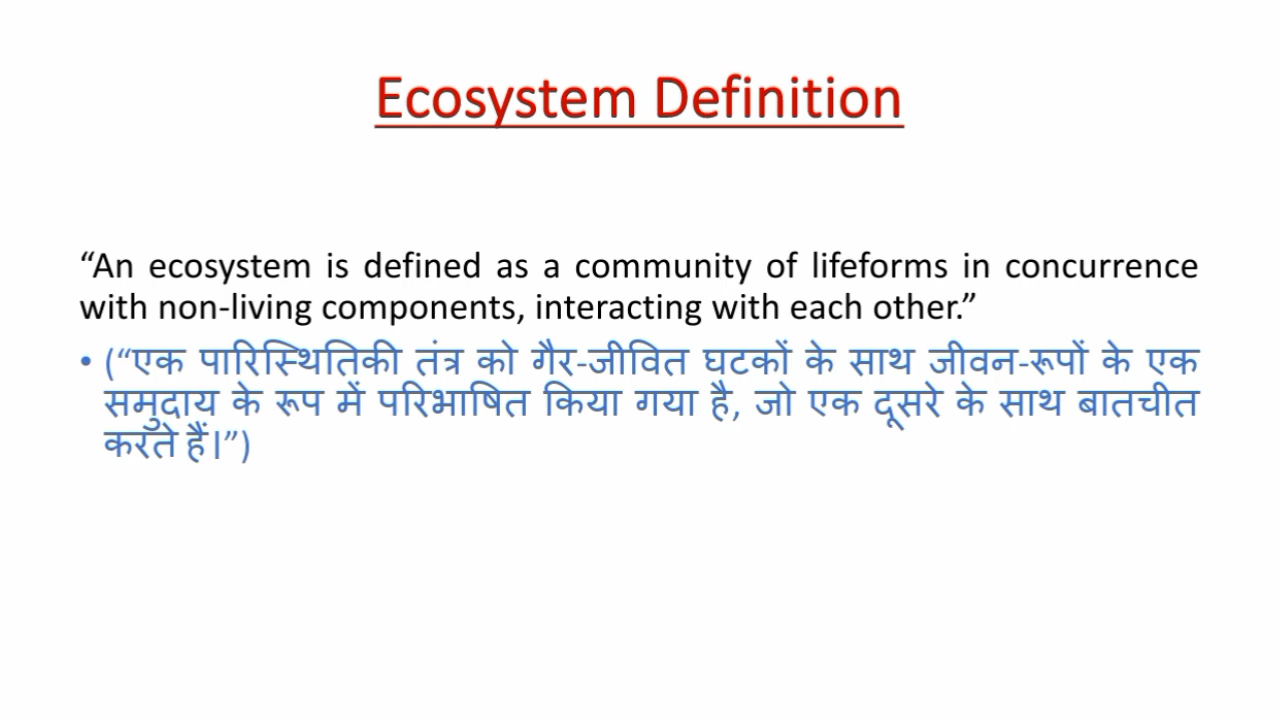 Ecosystem Definition
“An ecosystem is defined as a community of lifeforms in concurrence
with non-living components, interacting with each other.”
• (“एक पारिस्थितिकी तंत्र को गैर-जीवित घटकों के साथ जीवन-रूपों के एक
समुदाय के रूप में परिभाषित किया गया है, जो एक दूसरे के साथ बातचीत
करते हैं।”)